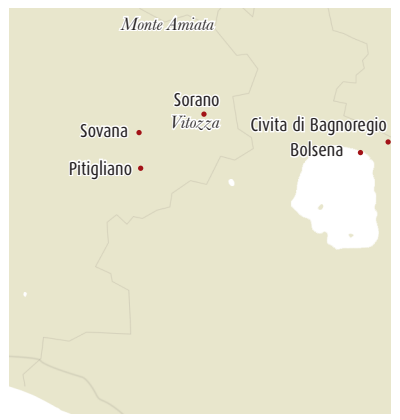 Monte Amiata
Sorano
Vitozza
Sovana
Civita di Bagnoregio
Bolsena
Pitigliano